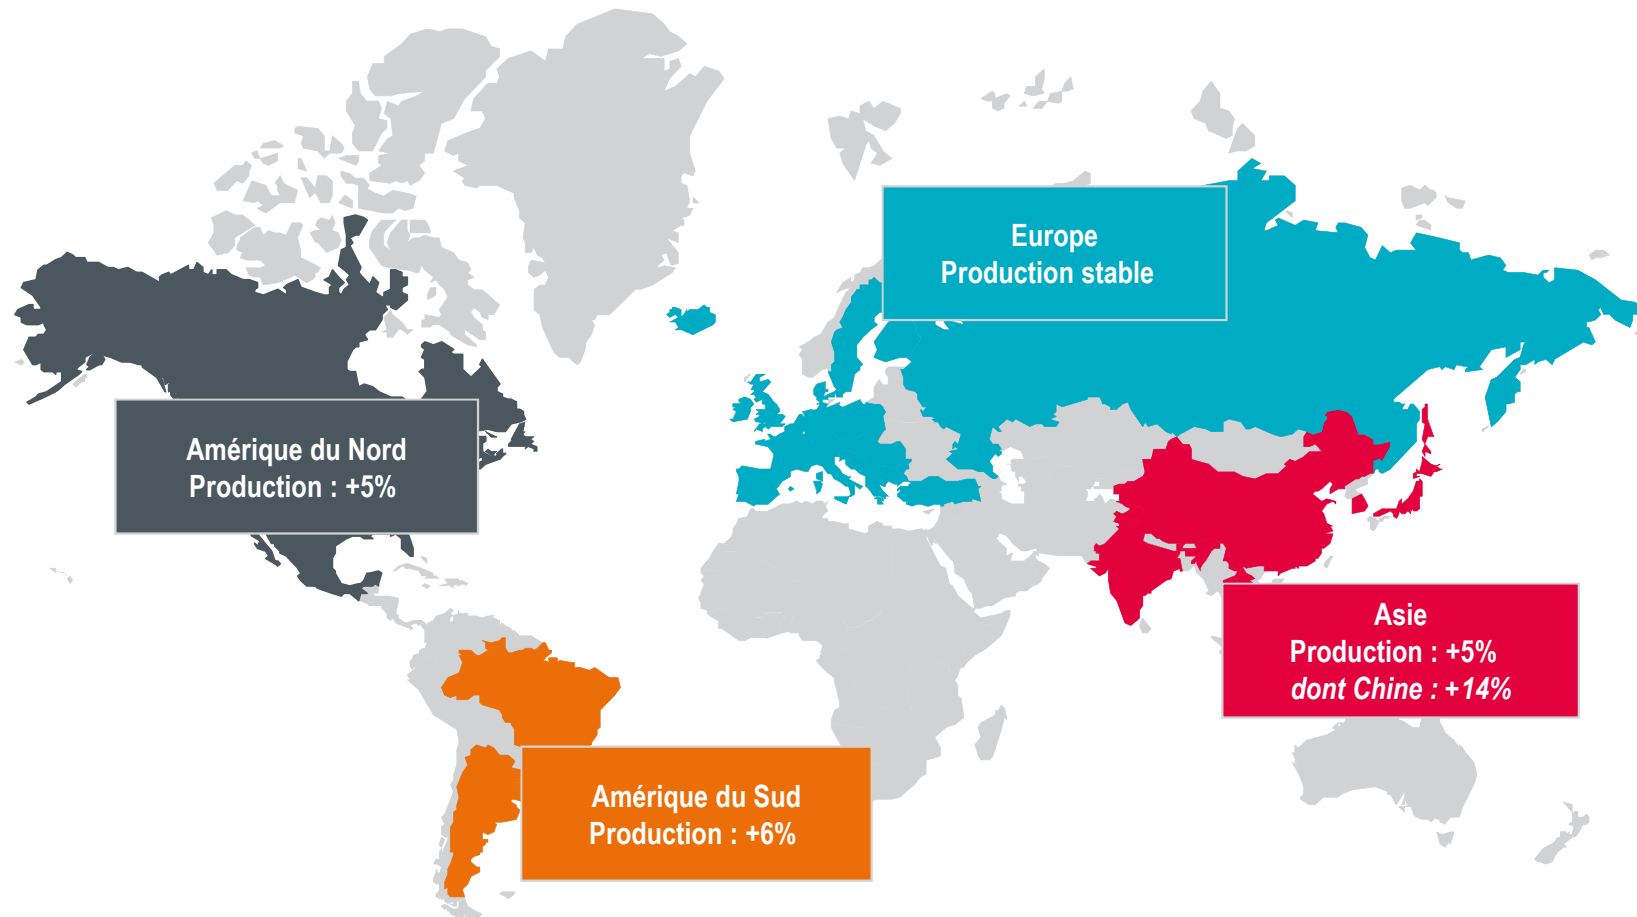 Europe
Production stable
Amérique du Nord
Production : +5%
Asie
Production : +5%
dont Chine : +14%
Amérique du Sud
Production : +6%